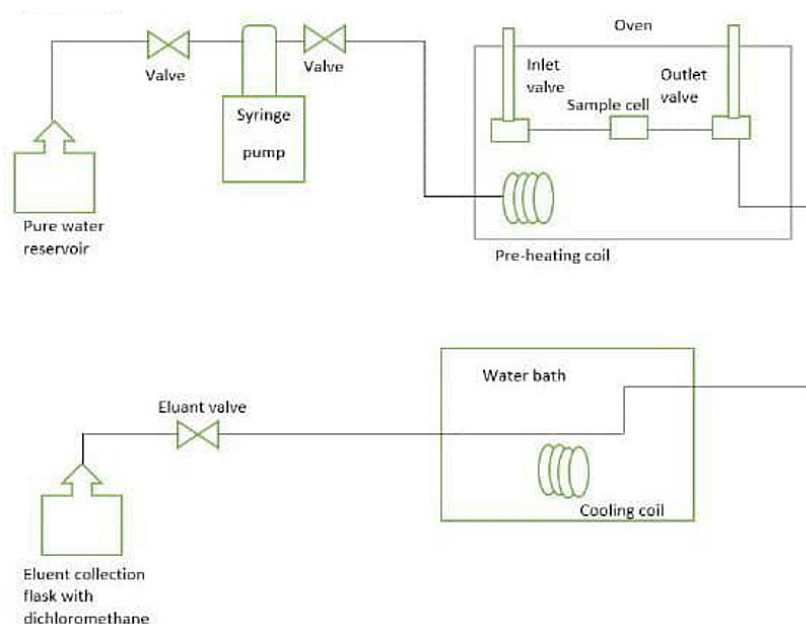 Oven
Valve
Valve
Inlet
valve
Outlet
valve
Sample cell
Syringe
pump
Pure water
reservoir
Pre-heating coil
Water bath
Eluant valve
Cooling coil
Eluent collection
flask with
dichloromethane